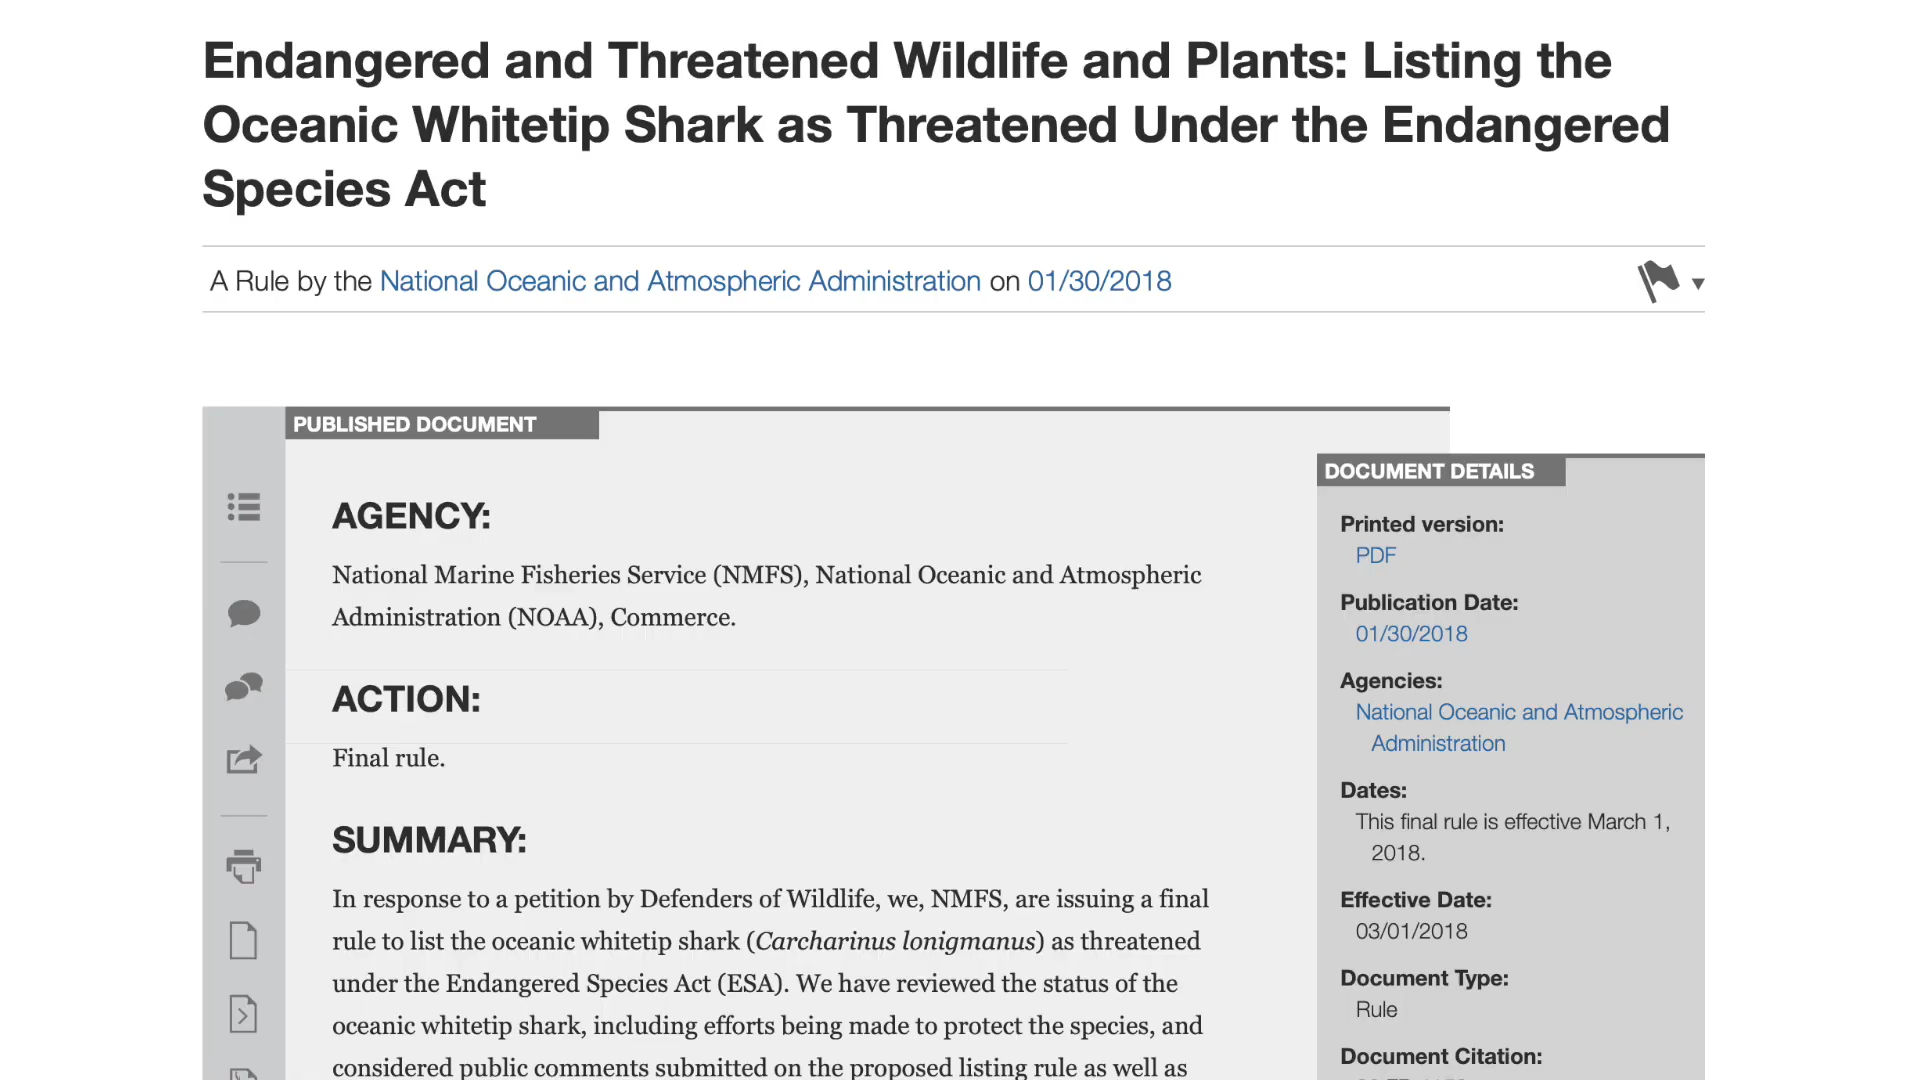 Endangered and Threatened Wildlife and Plants: Listing the
Oceanic Whitetip Shark as Threatened Under the Endangered
Species Act
A Rule by the National Oceanic and Atmospheric Administration on 01/30/2018
PUBLISHED DOCUMENT
AGENCY:
National Marine Fisheries Service (NMFS), National Oceanic and Atmospheric
Administration (NOAA), Commerce.
ACTION:
Final rule.
SUMMARY:
In response to a petition by Defenders of Wildlife, we, NMFS, are issuing a final
rule to list the oceanic whitetip shark (Carcharinus lonigmanus) as threatened
under the Endangered Species Act (ESA). We have reviewed the status of the
oceanic whitetip shark, including efforts being made to protect the species, and
considered public comments submitted on the proposed listing rule as well as
DOCUMENT DETAILS
Printed version:
PDF
Publication Date:
01/30/2018
Agencies:
National Oceanic and Atmospheric
Administration
Dates:
This final rule is effective March 1,
2018.
Effective Date:
03/01/2018
Document Type:
Rule
Document Citation: